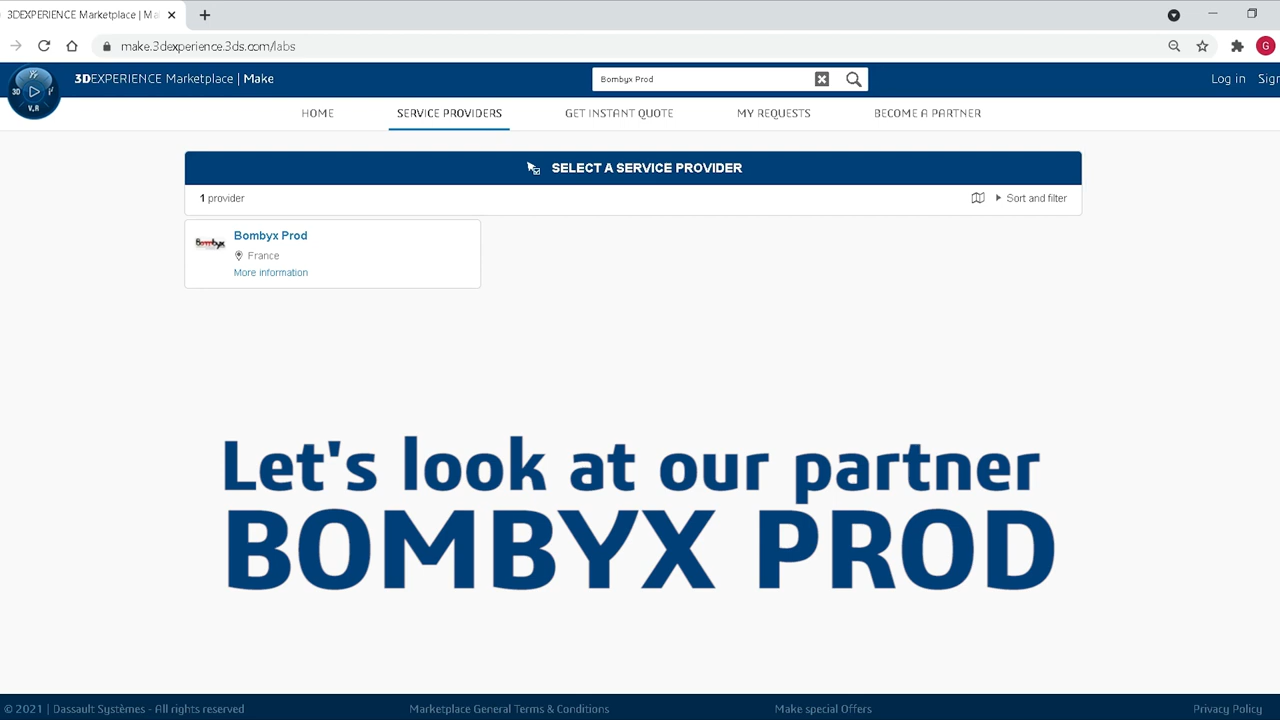 3DEXPERIENCE Marketplace | Ma
make.3dexperience.3ds.com/labs
G
3DEXPERIENCE Marketplace | Make
Bombyx Prod
Log in
3D
V.R
HOME
SERVICE PROVIDERS
GET INSTANT QUOTE
MY REQUESTS
BECOME A PARTNER
SELECT A SERVICE PROVIDER
1 provider
Sort and filter
Bombyx
Bombyx Prod
France
More information
Let's look at our partner
BOMBYX PROD
© 2021 | Dassault Systèmes - All rights reserved
Marketplace General Terms & Conditions
Make special Offers
Privacy Policy